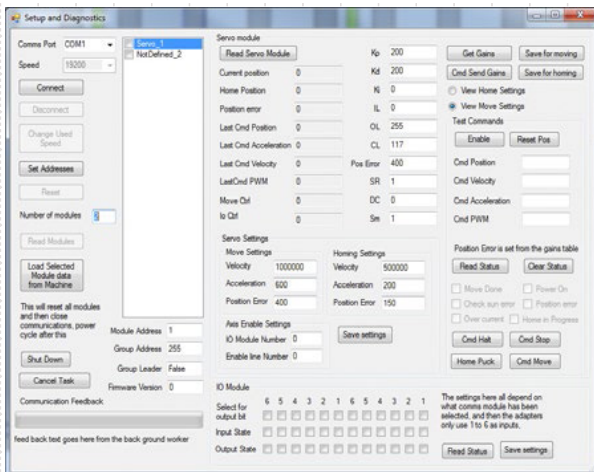 Setup and Diagnostics
Comms Port COM1
Speed 19200
Connect
Disconnect
Change Used
Speed
Set Addresses
Reset
Number of modules 5
Read Modules
Load Selected
Module data
from Machine
This will reset all modules
and then close
communications, power
cycle after this
Shut Down
Cancel Task
Communication Feedback
feed back text goes here from the back ground worker
Servo_1
NotDefined_2
Module Address 1
Group Address 255
Group Leader False
Firmware Version 0
Servo module
Read Servo Module
Current position 0
Home Position 0
Position error 0
Last Cmd Position 0
Last Cmd Acceleration 0
Last Cmd Velocity 0
LastCmd PWM 0
Move Ctrl 0
Io Ctrl 0
Kp 200
Kd 200
Ki 0
IL 0
OL 255
CL 117
Pos Error 400
SR 1
DC 0
Sm 1
Servo Settings
Move Settings
Velocity 1000000
Acceleration 600
Position Error 400
Homing Settings
Velocity 500000
Acceleration 200
Position Error 150
Axis Enable Settings
IO Module Number 0
Enable line Number 0
Save settings
Get Gains
Save for moving
Cmd Send Gains
Save for homing
View Home Settings
View Move Settings
Test Commands
Enable
Reset Pos
Cmd Position
Cmd Velocity
Cmd Acceleration
Cmd PWM
Position Error is set from the gains table
Read Status
Clear Status
Move Done
Power On
Check sun error
Position error
Over current
Home in Progress
Cmd Halt
Cmd Stop
Home Puck
Cmd Move
IO Module
6 5 4 3 2 1 6 5 4 3 2 1
Select for
output bit
Input State
Output State
The settings here all depend on
what comms module has been
selected, and then the adapters
only use 1 to 6 as inputs,
Read Status
Save settings